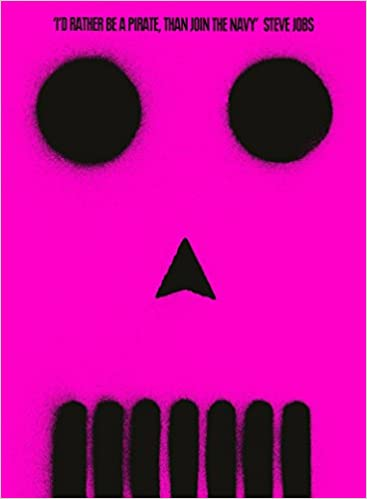 'I'D RATHER BE A PIRATE, THAN JOIN THE NAVY' STEVE JOBS